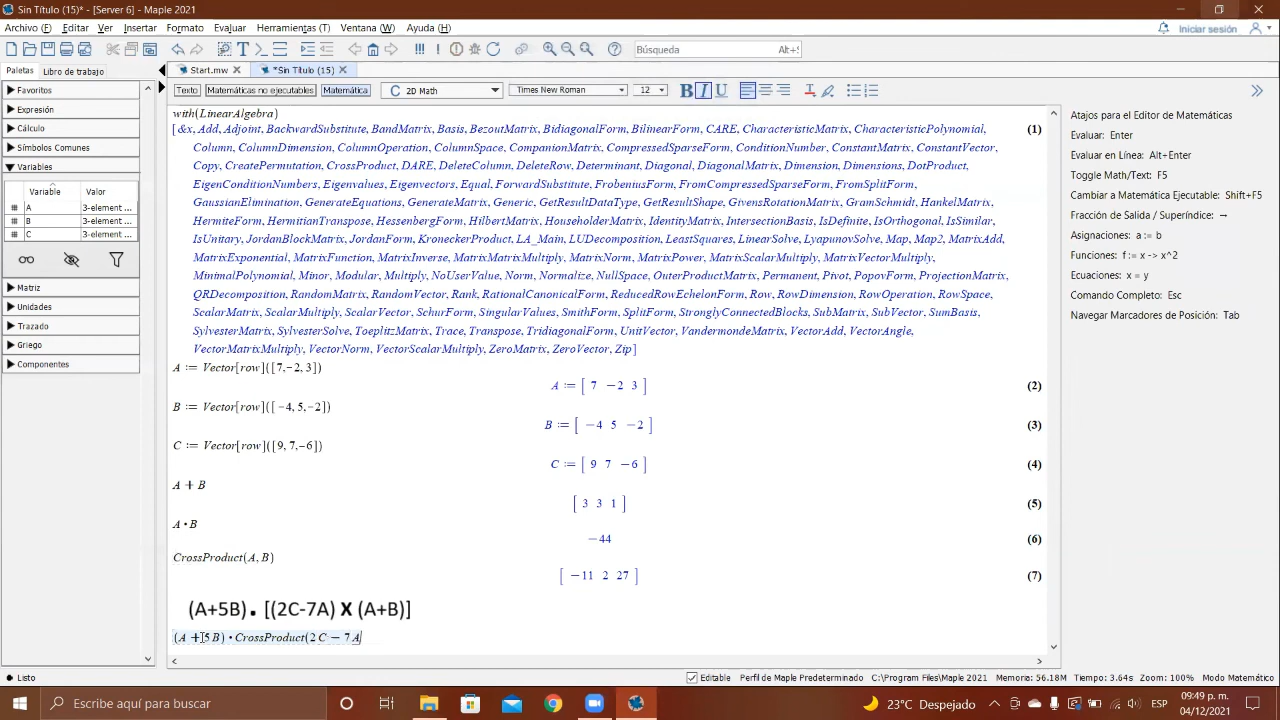 Sin Título (15)* - [Server 6] - Maple 2021
Archivo (F) Editar Ver Insertar Formato Evaluar Herramientas (T) Ventana (W) Ayuda (H)
Iniciar sesión
Búsqueda Alt+S
Paletas Libro de trabajo
Start.mw *Sin Título (15)
Texto Matemáticas no ejecutables Matemática C 2D Math Times New Roman 12 B I U
Favoritos
Expresión
Cálculo
Símbolos Comunes
Variables
Variable Valor
A 3-element ...
B 3-element ...
C 3-element ...
Matriz
Unidades
Trazado
Griego
Componentes
with(LinearAlgebra)
[&x, Add, Adjoint, BackwardSubstitute, BandMatrix, Basis, BezoutMatrix, BidiagonalForm, BilinearForm, CARE, CharacteristicMatrix, CharacteristicPolynomial, (1)
Column, ColumnDimension, ColumnOperation, ColumnSpace, CompanionMatrix, CompressedSparseForm, ConditionNumber, ConstantMatrix, ConstantVector,
Copy, CreatePermutation, CrossProduct, DARE, DeleteColumn, DeleteRow, Determinant, Diagonal, DiagonalMatrix, Dimension, Dimensions, DotProduct,
EigenConditionNumbers, Eigenvalues, Eigenvectors, Equal, ForwardSubstitute, FrobeniusForm, FromCompressedSparseForm, FromSplitForm,
GaussianElimination, GenerateEquations, GenerateMatrix, Generic, GetResultDataType, GetResultShape, GivensRotationMatrix, GramSchmidt, HankelMatrix,
HermiteForm, HermitianTranspose, HessenbergForm, HilbertMatrix, HouseholderMatrix, IdentityMatrix, IntersectionBasis, IsDefinite, IsOrthogonal, IsSimilar,
IsUnitary, JordanBlockMatrix, JordanForm, KroneckerProduct, LA_Main, LUDecomposition, LeastSquares, LinearSolve, LyapunovSolve, Map, Map2, MatrixAdd,
MatrixExponential, MatrixFunction, MatrixInverse, MatrixMatrixMultiply, MatrixNorm, MatrixPower, MatrixScalarMultiply, MatrixVectorMultiply,
MinimalPolynomial, Minor, Modular, Multiply, NoUserValue, Norm, Normalize, NullSpace, OuterProductMatrix, Permanent, Pivot, PopovForm, ProjectionMatrix,
QRDecomposition, RandomMatrix, RandomVector, Rank, RationalCanonicalForm, ReducedRowEchelonForm, Row, RowDimension, RowOperation, RowSpace,
ScalarMatrix, ScalarMultiply, ScalarVector, SchurForm, SingularValues, SmithForm, SplitForm, StronglyConnectedBlocks, SubMatrix, SubVector, SumBasis,
SylvesterMatrix, SylvesterSolve, ToeplitzMatrix, Trace, Transpose, TridiagonalForm, UnitVector, VandermondeMatrix, VectorAdd, VectorAngle,
VectorMatrixMultiply, VectorNorm, VectorScalarMultiply, ZeroMatrix, ZeroVector, Zip]
A := Vector[row]([7,-2, 3])
A := [ 7 -2 3 ] (2)
B := Vector[row]([ -4, 5,-2])
B := [ -4 5 -2 ] (3)
C := Vector[row]([9, 7,-6])
C := [ 9 7 -6 ] (4)
A + B
[ 3 3 1 ] (5)
A·B
-44 (6)
CrossProduct(A, B)
[ -11 2 27 ] (7)
(A+5B). [(2C-7A) X (A+B)]
(A + 5 B)·CrossProduct(2 C - 7 A
Atajos para el Editor de Matemáticas
Evaluar: Enter
Evaluar en Línea: Alt+Enter
Toggle Math/Text: F5
Cambiar a Matemática Ejecutable: Shift+F5
Fracción de Salida / Superíndice: →
Asignaciones: a := b
Funciones: f := x -> x^2
Ecuaciones: x = y
Comando Completo: Esc
Navegar Marcadores de Posición: Tab
Listo
Editable Perfil de Maple Predeterminado C:\Program Files\Maple 2021 Memoria: 56.18M Tiempo: 3.64s Zoom: 100% Modo Matemático
Escribe aquí para buscar
23°C Despejado ESP 09:49 p. m.
04/12/2021